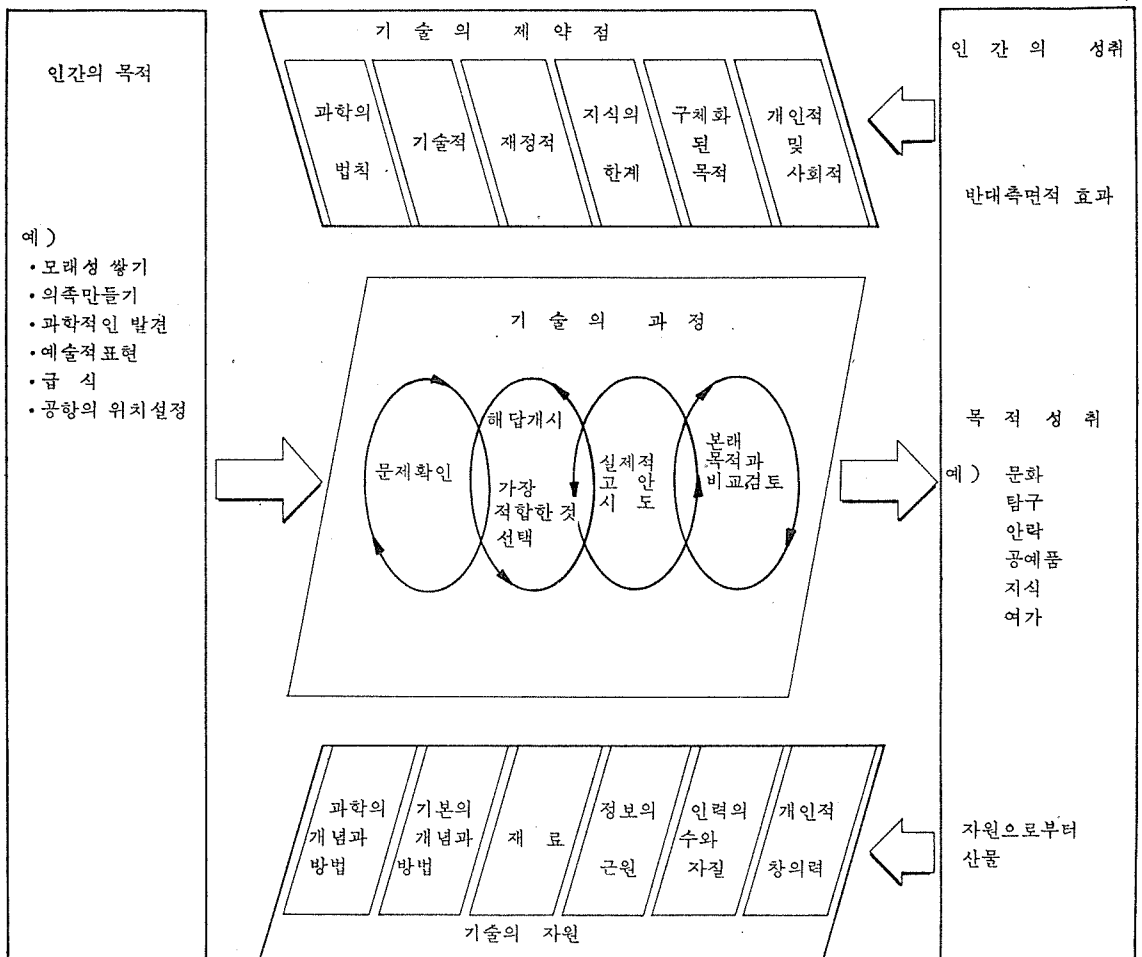 인간의 목적
예)
• 모래성 쌓기
• 의족만들기
• 과학적인 발견
• 예술적표현
• 급 식
• 공항의 위치설정
기 술 의 제 약 점
과학의
법칙
기술적
재정적
지식의
한계
구체화
된
목적
개인적
및
사회적
기 술 의 과 정
문제확인
해답개시
가장
적합한 것
선택
실제적
고 안
시 도
본래
목적과
비교검토
과학의
개념과
방법
기본의
개념과
방법
재 료
정보의
근원
인력의
수와
자질
개인적
창의력
기술의 자원
인 간 의 성취
반대측면적 효과
목 적 성 취
예) 문화
탐구
안락
공예품
지식
여가
자원으로부터
산물